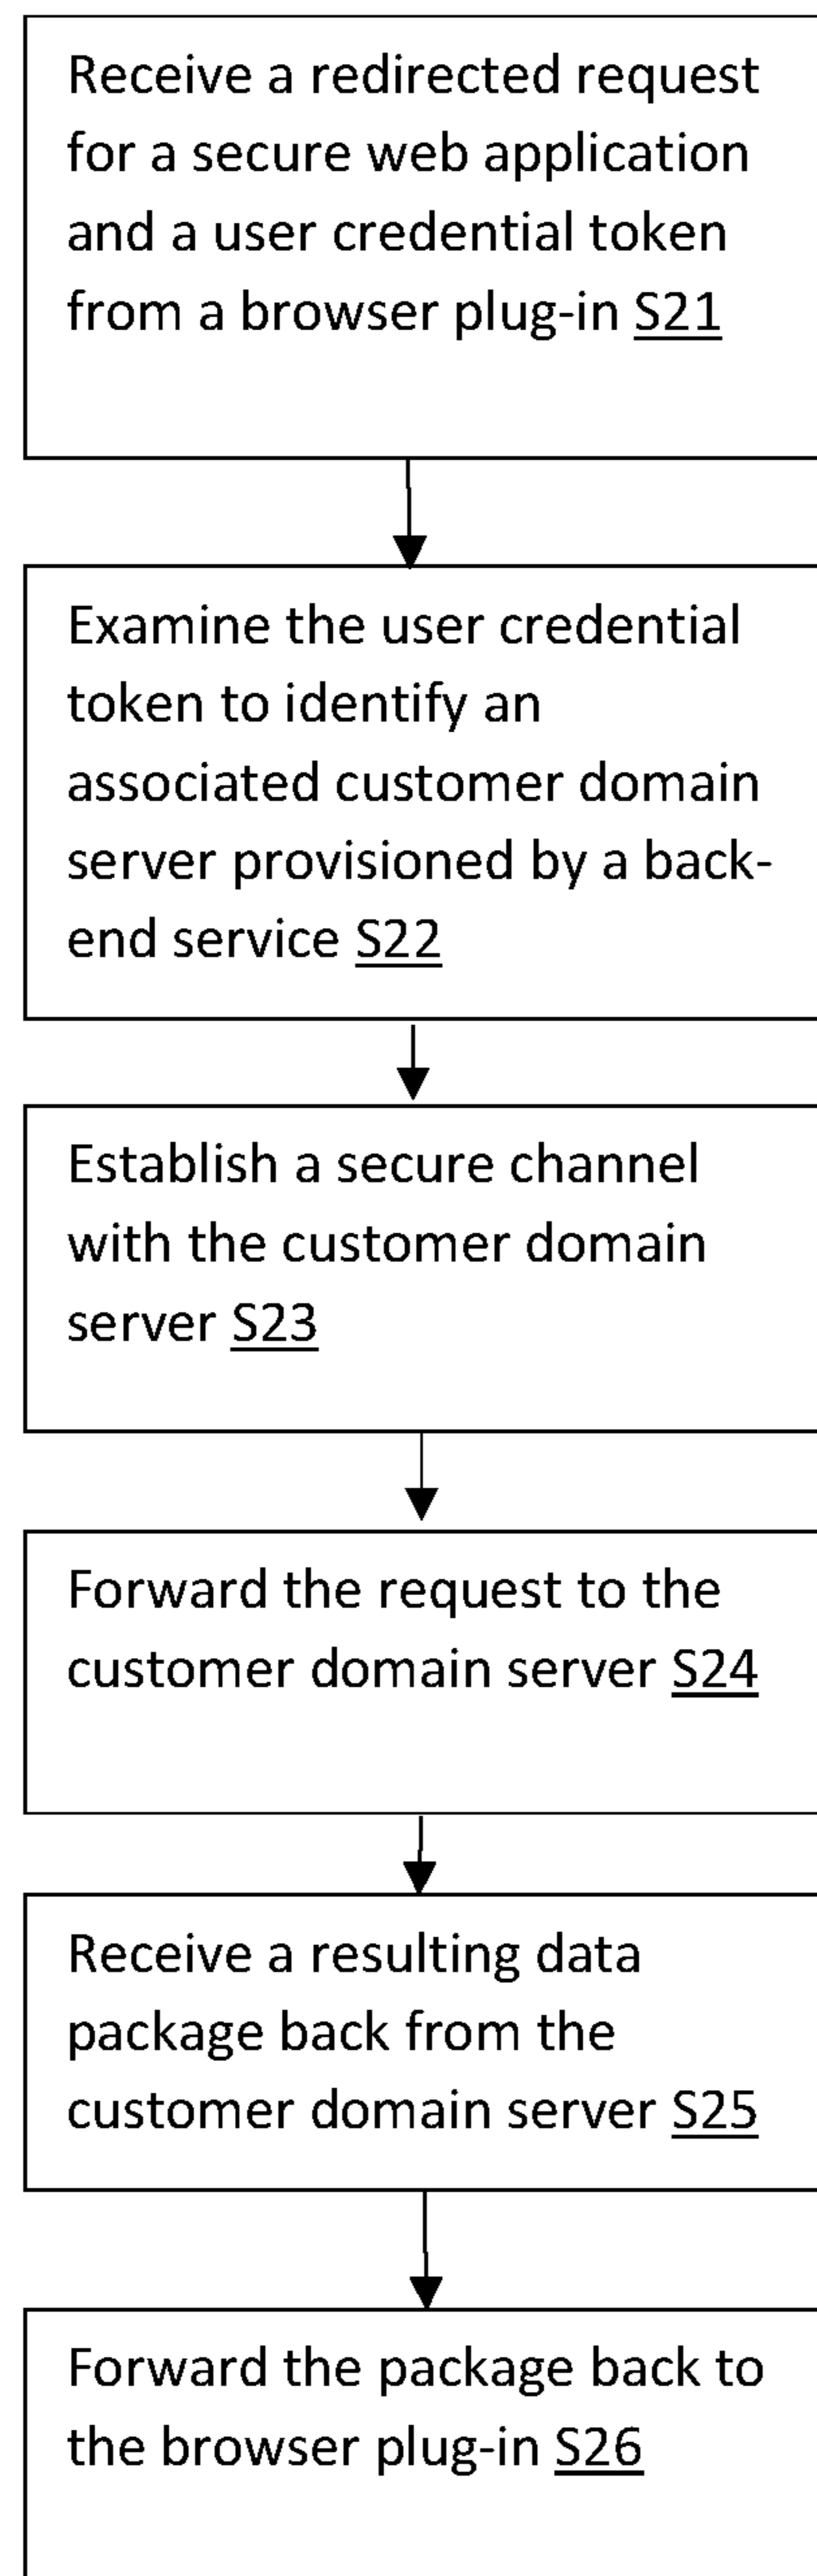 Receive a redirected request
for a secure web application
and a user credential token
from a browser plug-in S21
Examine the user credential
token to identify an
associated customer domain
server provisioned by a back-
end service S22
Establish a secure channel
with the customer domain
server S23
Forward the request to the
customer domain server S24
Receive a resulting data
package back from the
customer domain server S25
Forward the package back to
the browser plug-in S26